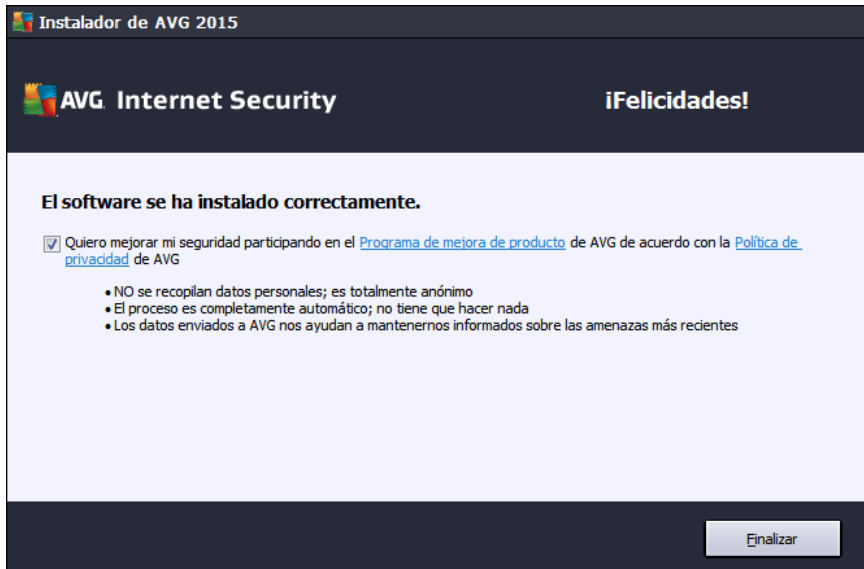 Instalador de AVG 2015
AVG. Internet Security
¡Felicidades!
El software se ha instalado correctamente.
Quiero mejorar mi seguridad participando en el Programa de mejora de producto de AVG de acuerdo con la Política de
privacidad de AVG
• NO se recopilan datos personales; es totalmente anónimo
• El proceso es completamente automático; no tiene que hacer nada
• Los datos enviados a AVG nos ayudan a mantenernos informados sobre las amenazas más recientes
Finalizar